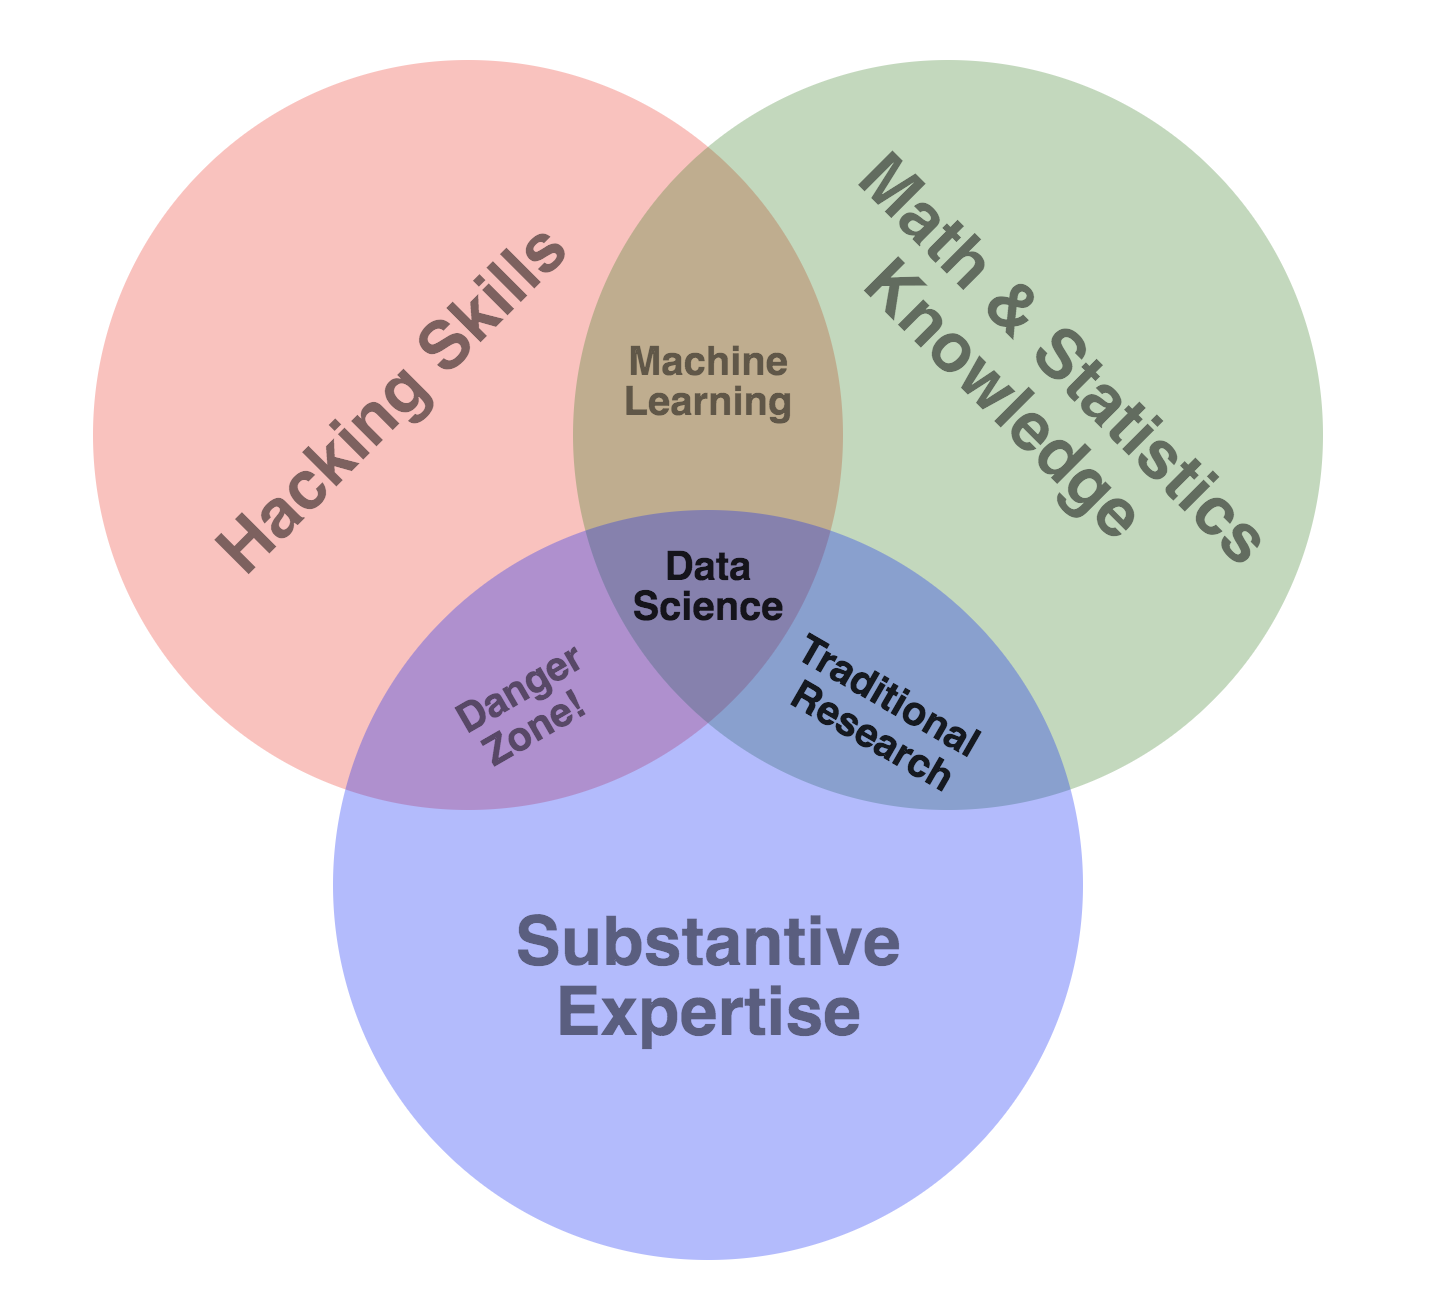 Hacking Skills
Math & Statistics
Knowledge
Machine
Learning
Data
Science
Danger
Zone!
Traditional
Research
Substantive
Expertise